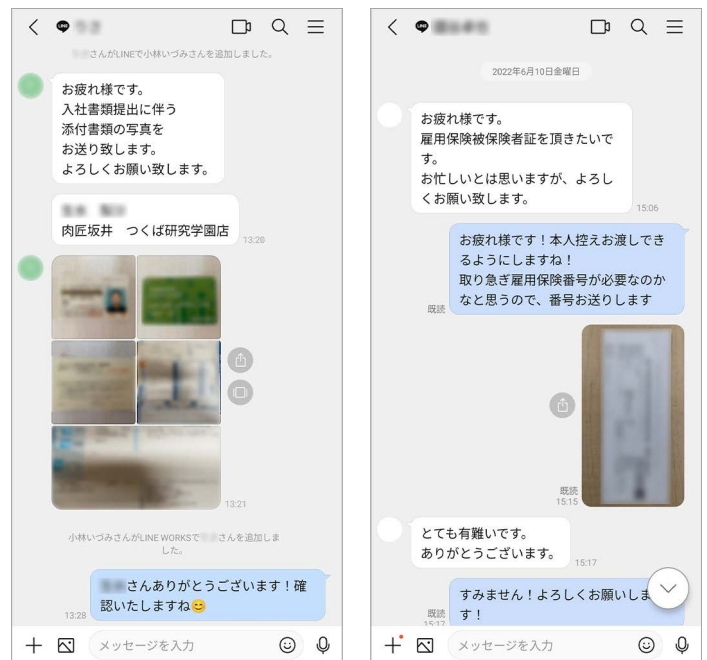 さんがLINEで小林いづみさんを追加しました。
お疲れ様です。
入社書類提出に伴う
添付書類の写真を
お送り致します。
よろしくお願い致します。
肉匠坂井　つくば研究学園店
13:20
13:21
小林いづみさんがLINE WORKSで
さんを追加しま
した。
さんありがとうございます！確
認いたしますね😊
13:28
メッセージを入力
2022年6月10日金曜日
お疲れ様です。
雇用保険被保険者証を頂きたいで
す。
お忙しいとは思いますが、よろし
くお願い致します。
15:06
お疲れ様です！本人控えお渡しでき
るようにしますね！
取り急ぎ雇用保険番号が必要なのか
なと思うので、番号お送りします
既読
既読
15:15
とても有難いです。
ありがとうございます。
15:17
すみません！よろしくお願いしま
す！
既読
15:17
メッセージを入力